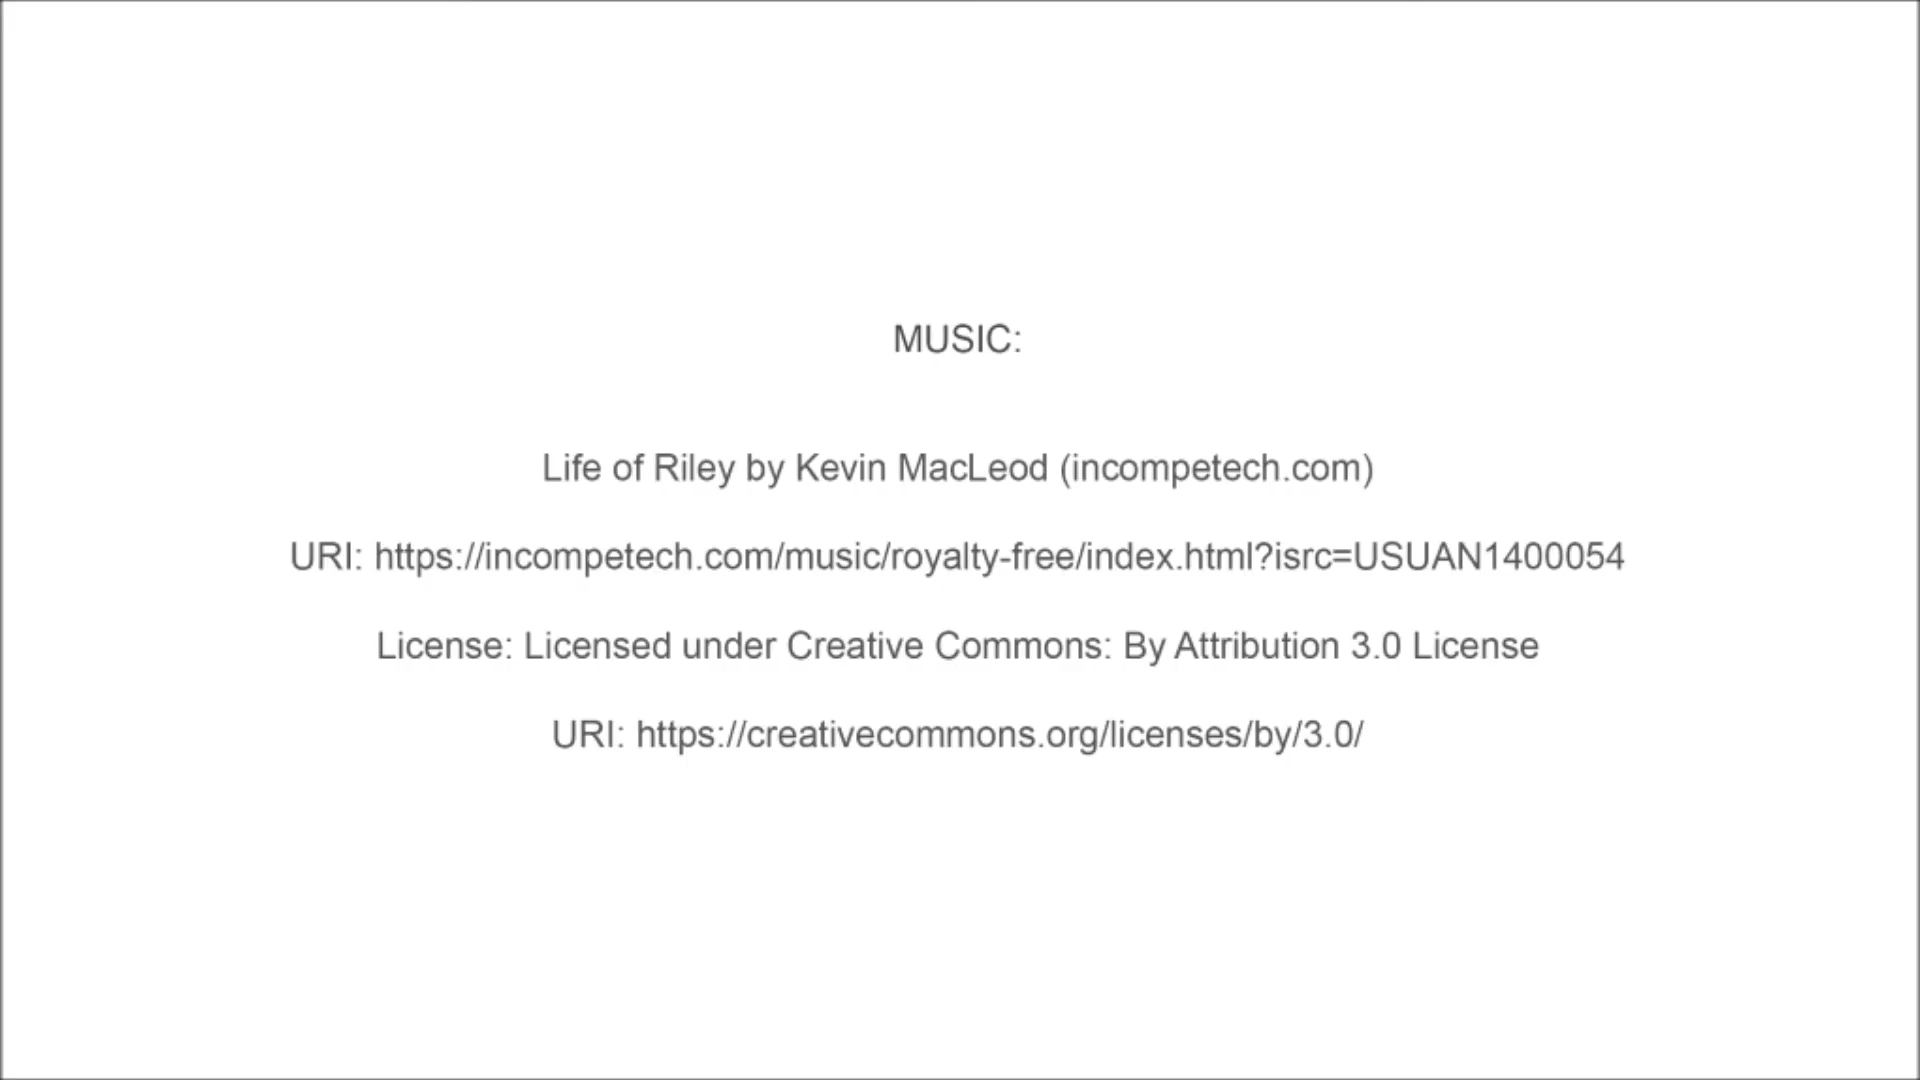 MUSIC:
Life of Riley by Kevin MacLeod (incompetech.com)
URI: https://incompetech.com/music/royalty-free/index.html?isrc=USUAN1400054
License: Licensed under Creative Commons: By Attribution 3.0 License
URI: https://creativecommons.org/licenses/by/3.0/